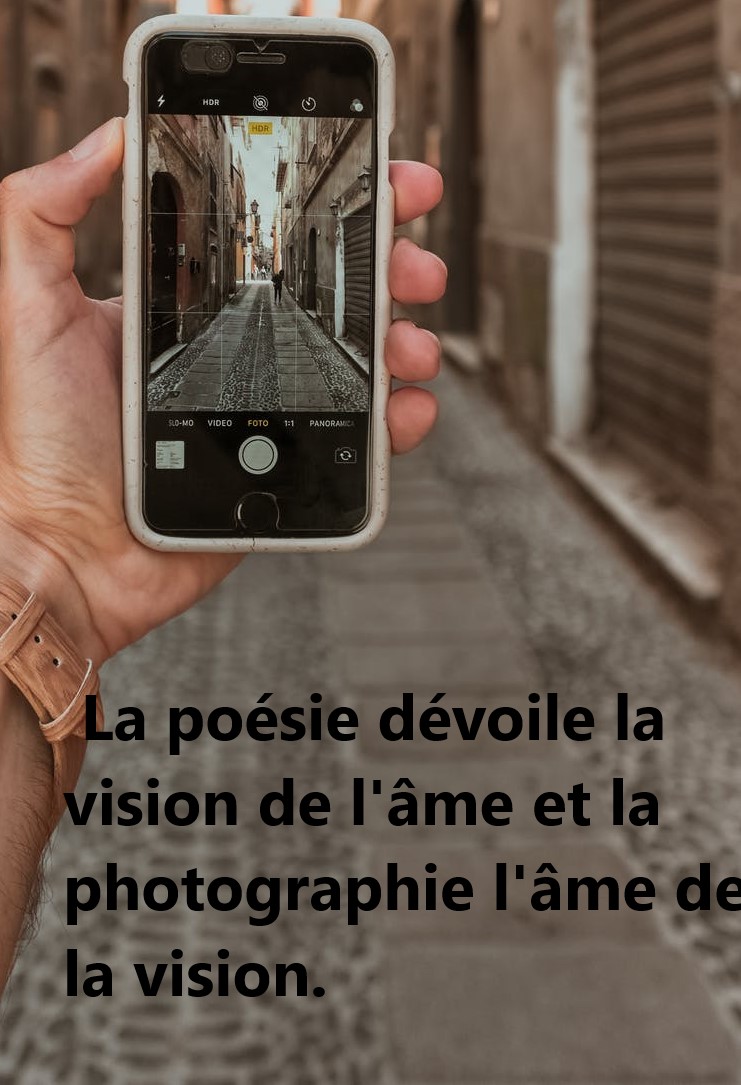 HDR
HDR
SLO-MO VIDEO FOTO 1:1 PANORAMICA
La poésie dévoile la
vision de l'âme et la
photographie l'âme de
la vision.